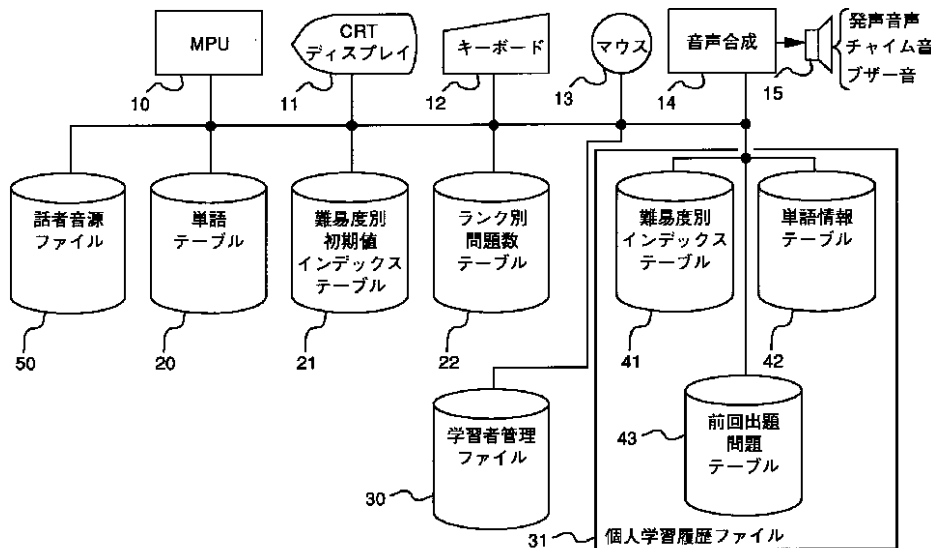 MPU
10
CRT
ディスプレイ
11
キーボード
12
マウス
13
音声合成
14
15
発声音声
チャイム音
ブザー音
話者音源
ファイル
50
単語
テーブル
20
難易度別
初期値
インデックス
テーブル
21
ランク別
問題数
テーブル
22
難易度別
インデックス
テーブル
41
単語情報
テーブル
42
学習者管理
ファイル
30
前回出題
問題
テーブル
43
31
個人学習履歴ファイル